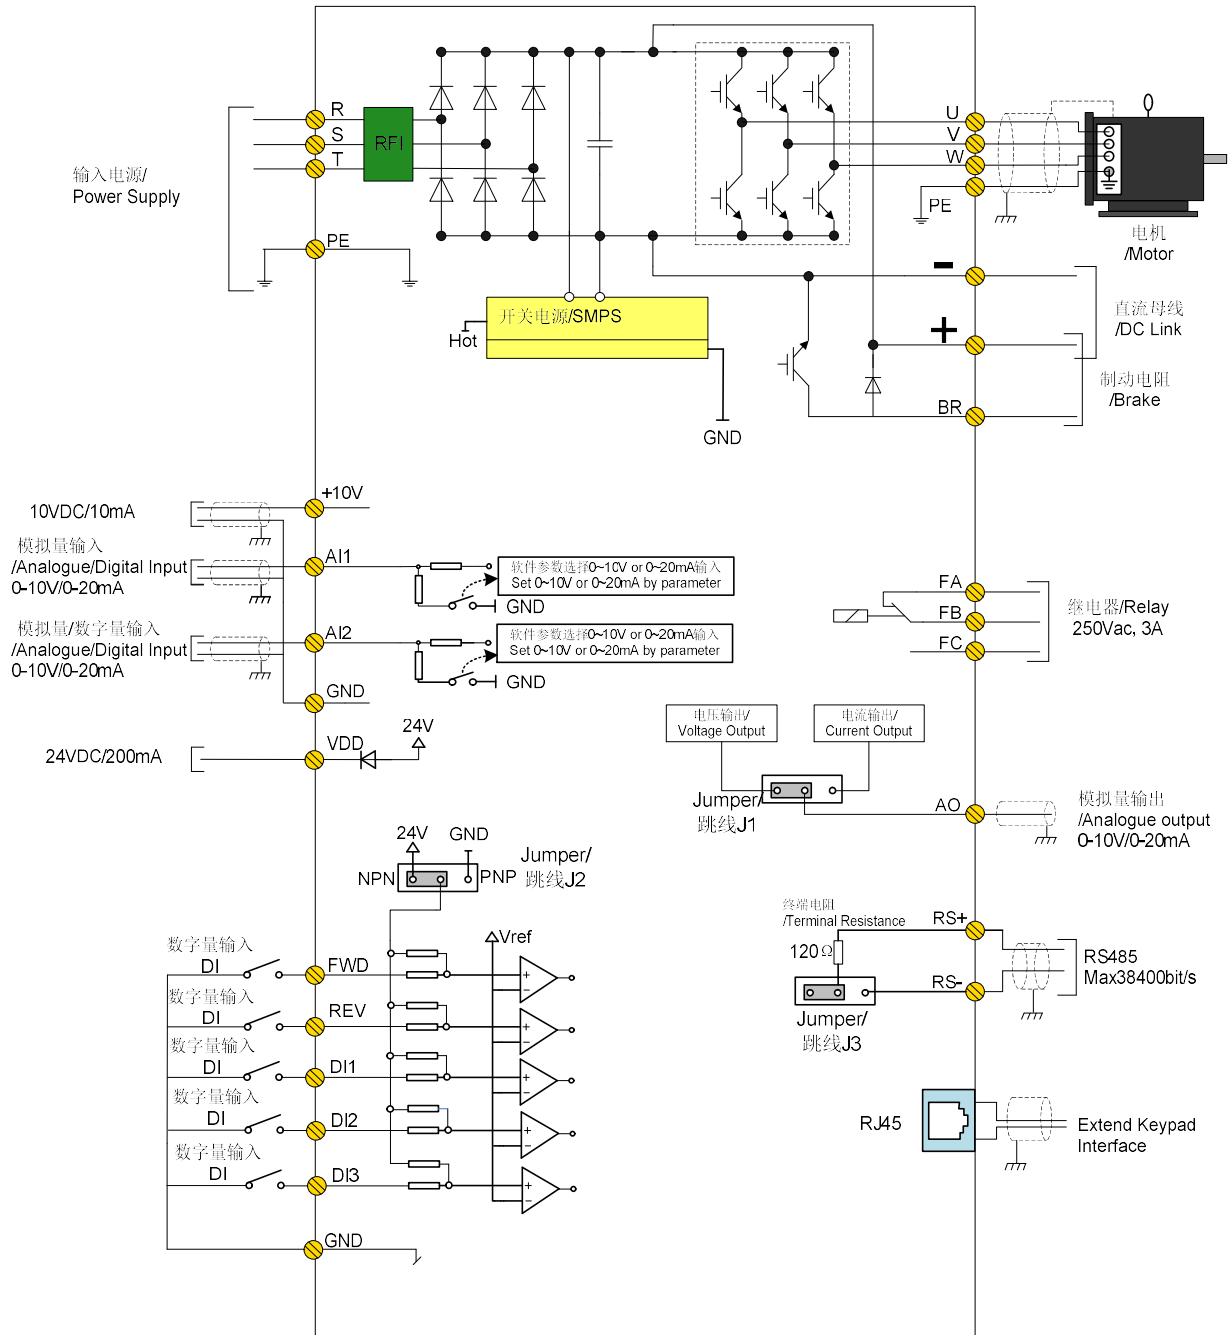 R
S
T
RFI
输入电源/
Power Supply
PE
U
V
W
PE
电机
/Motor
直流母线
/DC Link
制动电阻
/Brake
BR
开关电源/SMPS
Hot
GND
+10V
10VDC/10mA
模拟量输入
/Analogue/Digital Input
0-10V/0-20mA
AI1
软件参数选择0~10V or 0~20mA输入
Set 0~10V or 0~20mA by parameter
GND
模拟量/数字量输入
/Analogue/Digital Input
0-10V/0-20mA
AI2
软件参数选择0~10V or 0~20mA输入
Set 0~10V or 0~20mA by parameter
GND
GND
24VDC/200mA
VDD
24V
FA
FB
FC
继电器/Relay
250Vac, 3A
电压输出/
Voltage Output
电流输出/
Current Output
Jumper/
跳线J1
AO
模拟量输出
/Analogue output
0-10V/0-20mA
24V
GND
NPN
PNP
Jumper/
跳线J2
终端电阻
/Terminal Resistance
120Ω
RS+
RS-
RS485
Max38400bit/s
Jumper/
跳线J3
Vref
数字量输入
DI
FWD
数字量输入
DI
REV
数字量输入
DI
DI1
数字量输入
DI
DI2
数字量输入
DI
DI3
GND
RJ45
Extend Keypad
Interface